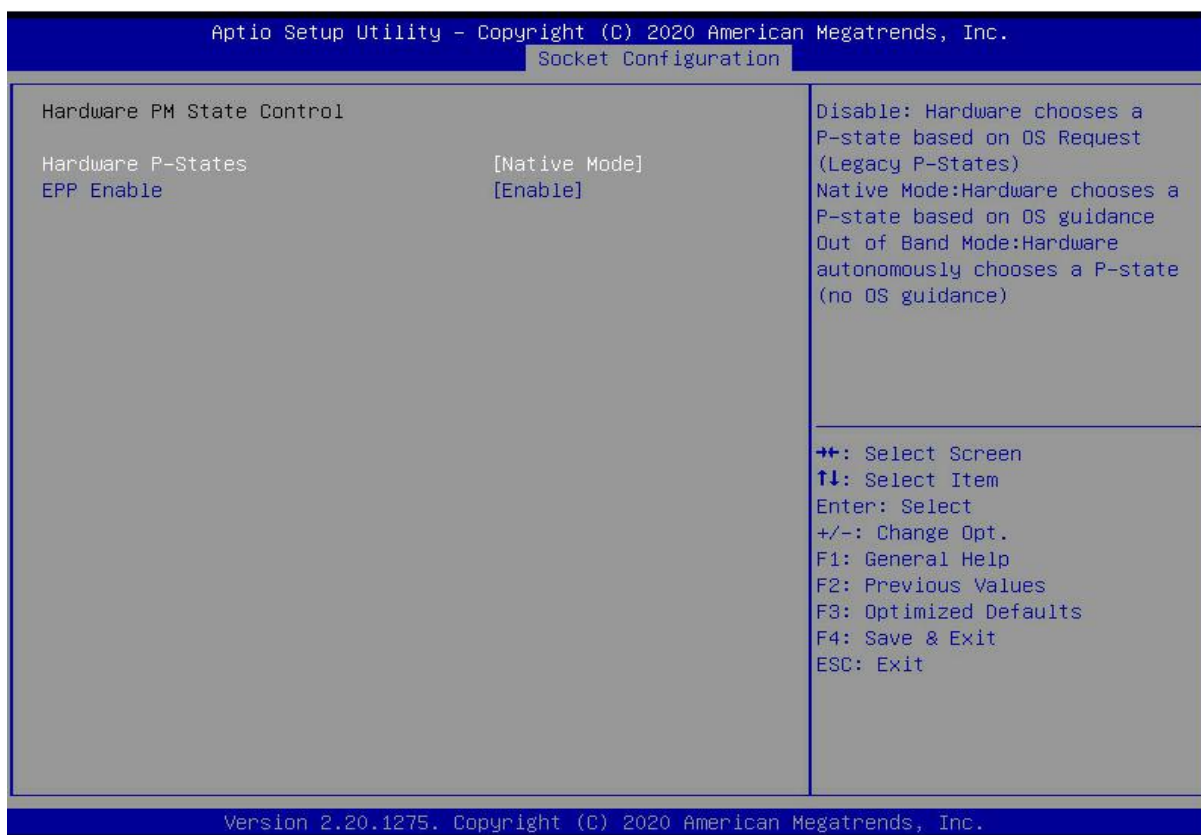 Aptio Setup Utility – Copyright (C) 2020 American Megatrends, Inc.
Socket Configuration
Hardware PM State Control
Hardware P-States [Native Mode]
EPP Enable [Enable]
Disable: Hardware chooses a
P-state based on OS Request
(Legacy P-States)
Native Mode:Hardware chooses a
P-state based on OS guidance
Out of Band Mode:Hardware
autonomously chooses a P-state
(no OS guidance)
→←: Select Screen
↑↓: Select Item
Enter: Select
+/-: Change Opt.
F1: General Help
F2: Previous Values
F3: Optimized Defaults
F4: Save & Exit
ESC: Exit
Version 2.20.1275. Copyright (C) 2020 American Megatrends, Inc.